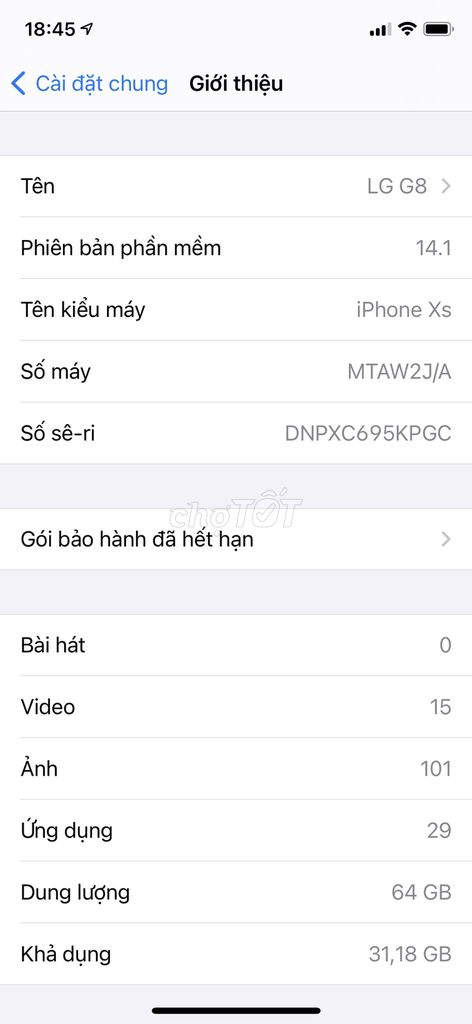 18:45
Cài đặt chung Giới thiệu
Tên LG G8
Phiên bản phần mềm 14.1
Tên kiểu máy iPhone Xs
Số máy MTAW2J/A
Số sê-ri DNPXC695KPGC
chợTỐT
Gói bảo hành đã hết hạn
Bài hát 0
Video 15
Ảnh 101
Ứng dụng 29
Dung lượng 64 GB
Khả dụng 31,18 GB